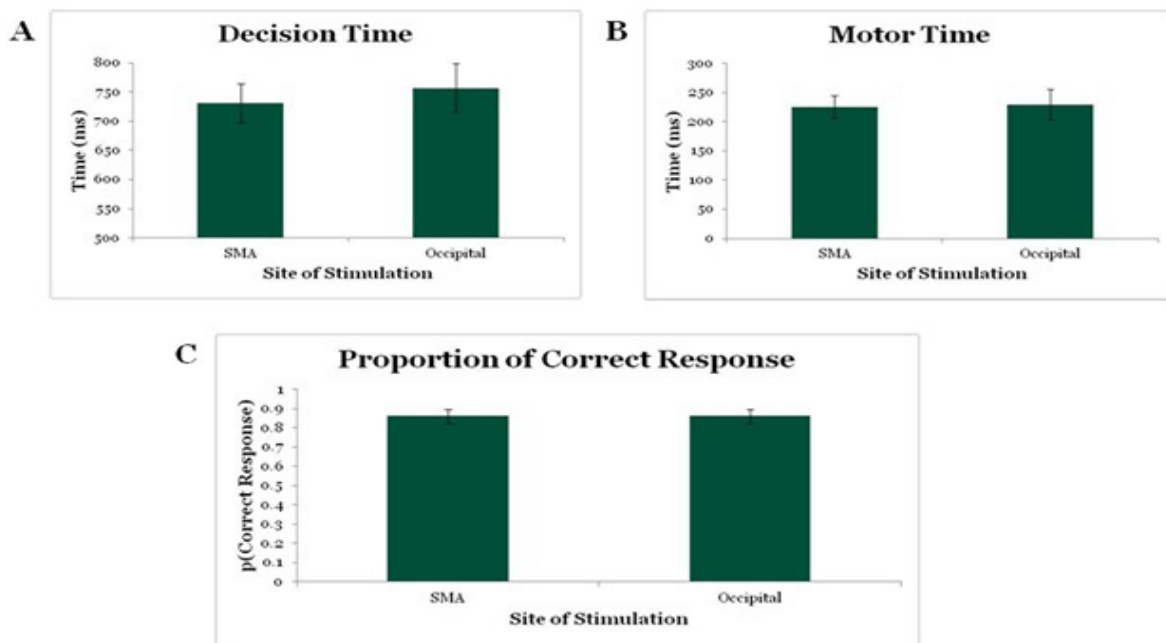 A
Decision Time
Time (ms)
800
750
700
650
600
550
500
SMA
Occipital
Site of Stimulation
B
Motor Time
Time (ms)
300
250
200
150
100
50
0
SMA
Occipital
Site of Stimulation
C
Proportion of Correct Response
p(Correct Response)
1
0.9
0.8
0.7
0.6
0.5
0.4
0.3
0.2
0.1
0
SMA
Occipital
Site of Stimulation